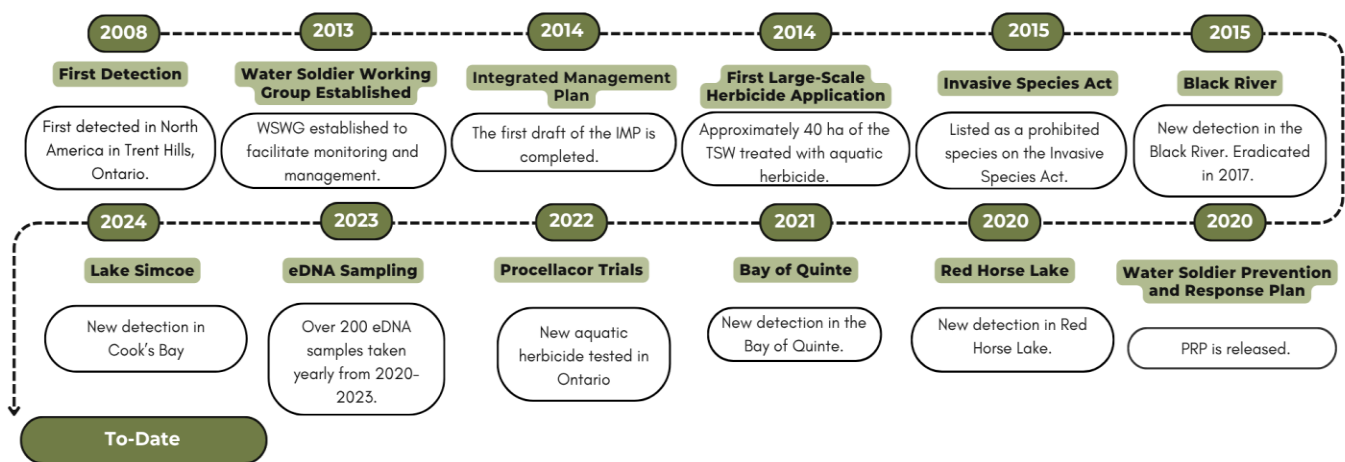 2008
First Detection
First detected in North
America in Trent Hills,
Ontario.
2013
Water Soldier Working
Group Established
WSWG established to
facilitate monitoring and
management.
2014
Integrated Management
Plan
The first draft of the IMP is
completed.
2014
First Large-Scale
Herbicide Application
Approximately 40 ha of the
TSW treated with aquatic
herbicide.
2015
Invasive Species Act
Listed as a prohibited
species on the Invasive
Species Act.
2015
Black River
New detection in the
Black River. Eradicated
in 2017.
2020
Water Soldier Prevention
and Response Plan
PRP is released.
2020
Red Horse Lake
New detection in Red
Horse Lake.
2021
Bay of Quinte
New detection in the
Bay of Quinte.
2022
Procellacor Trials
New aquatic
herbicide tested in
Ontario
2023
eDNA Sampling
Over 200 eDNA
samples taken
yearly from 2020-
2023.
2024
Lake Simcoe
New detection in
Cook's Bay
To-Date